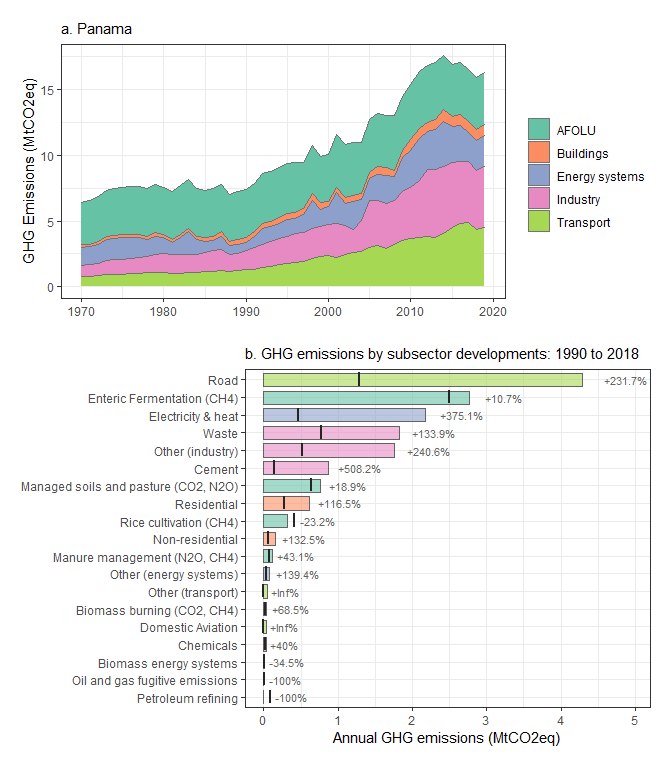 a. Panama
GHG Emissions (MtCO2eq)
15
10
5
0
1970
1980
1990
2000
2010
2020
AFOLU
Buildings
Energy systems
Industry
Transport
b. GHG emissions by subsector developments: 1990 to 2018
Road +231.7%
Enteric Fermentation (CH4) +10.7%
Electricity & heat +375.1%
Waste +133.9%
Other (industry) +240.6%
Cement +508.2%
Managed soils and pasture (CO2, N2O) +18.9%
Residential +116.5%
Rice cultivation (CH4) -23.2%
Non-residential +132.5%
Manure management (N2O, CH4) +43.1%
Other (energy systems) +139.4%
Other (transport) +Inf%
Biomass burning (CO2, CH4) +68.5%
Domestic Aviation +Inf%
Chemicals +40%
Biomass energy systems -34.5%
Oil and gas fugitive emissions -100%
Petroleum refining -100%
0
1
2
3
4
5
Annual GHG emissions (MtCO2eq)